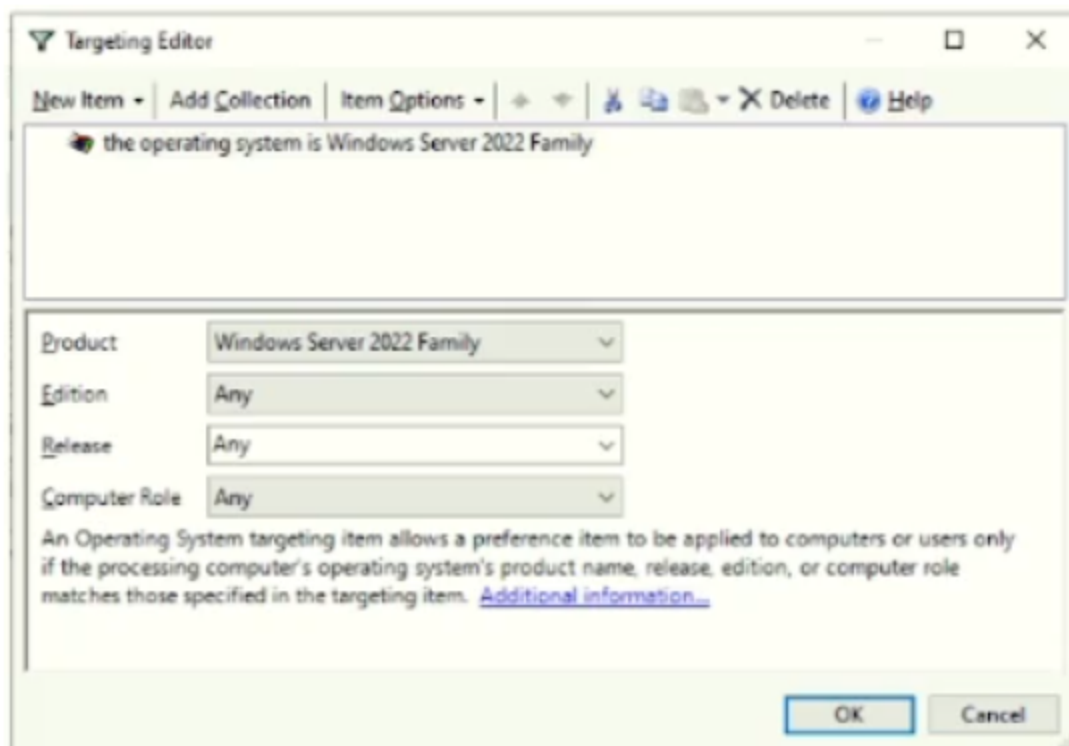 Targeting Editor
New Item Add Collection Item Options Delete Help
the operating system is Windows Server 2022 Family
Product Windows Server 2022 Family
Edition Any
Release Any
Computer Role Any
An Operating System targeting item allows a preference item to be applied to computers or users only
if the processing computer's operating system's product name, release, edition, or computer role
matches those specified in the targeting item. Additional information...
OK Cancel